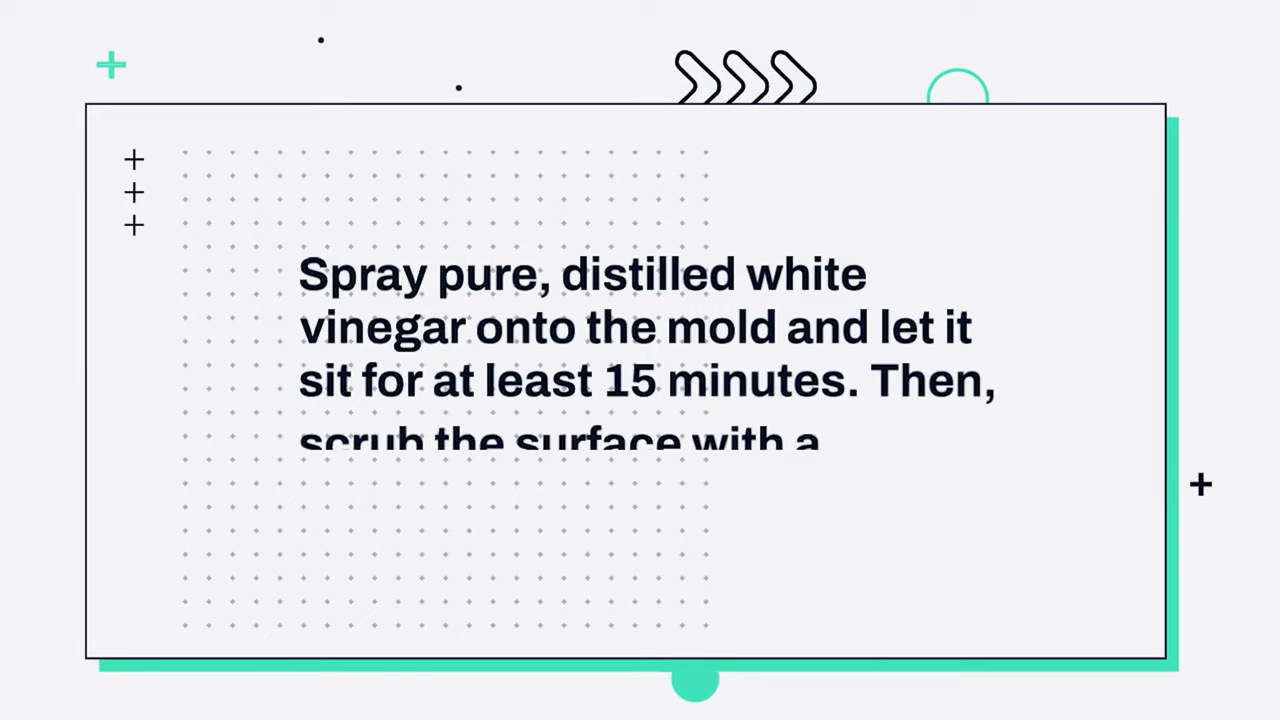 Spray pure, distilled white
vinegar onto the mold and let it
sit for at least 15 minutes. Then,
scrub the surface with a